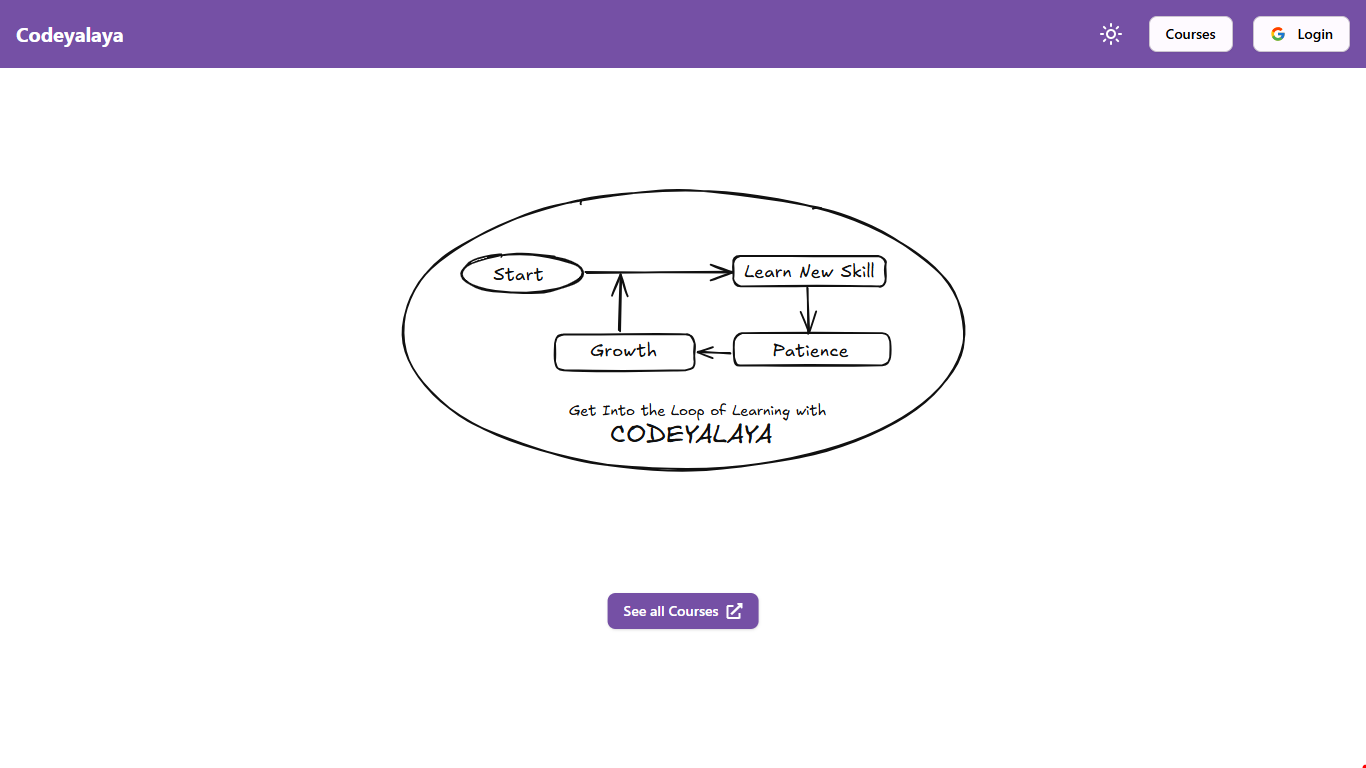 Codeyalaya
Courses
Login
Start
Learn New Skill
Growth
Patience
Get Into the Loop of Learning with
CODEYALAYA
See all Courses